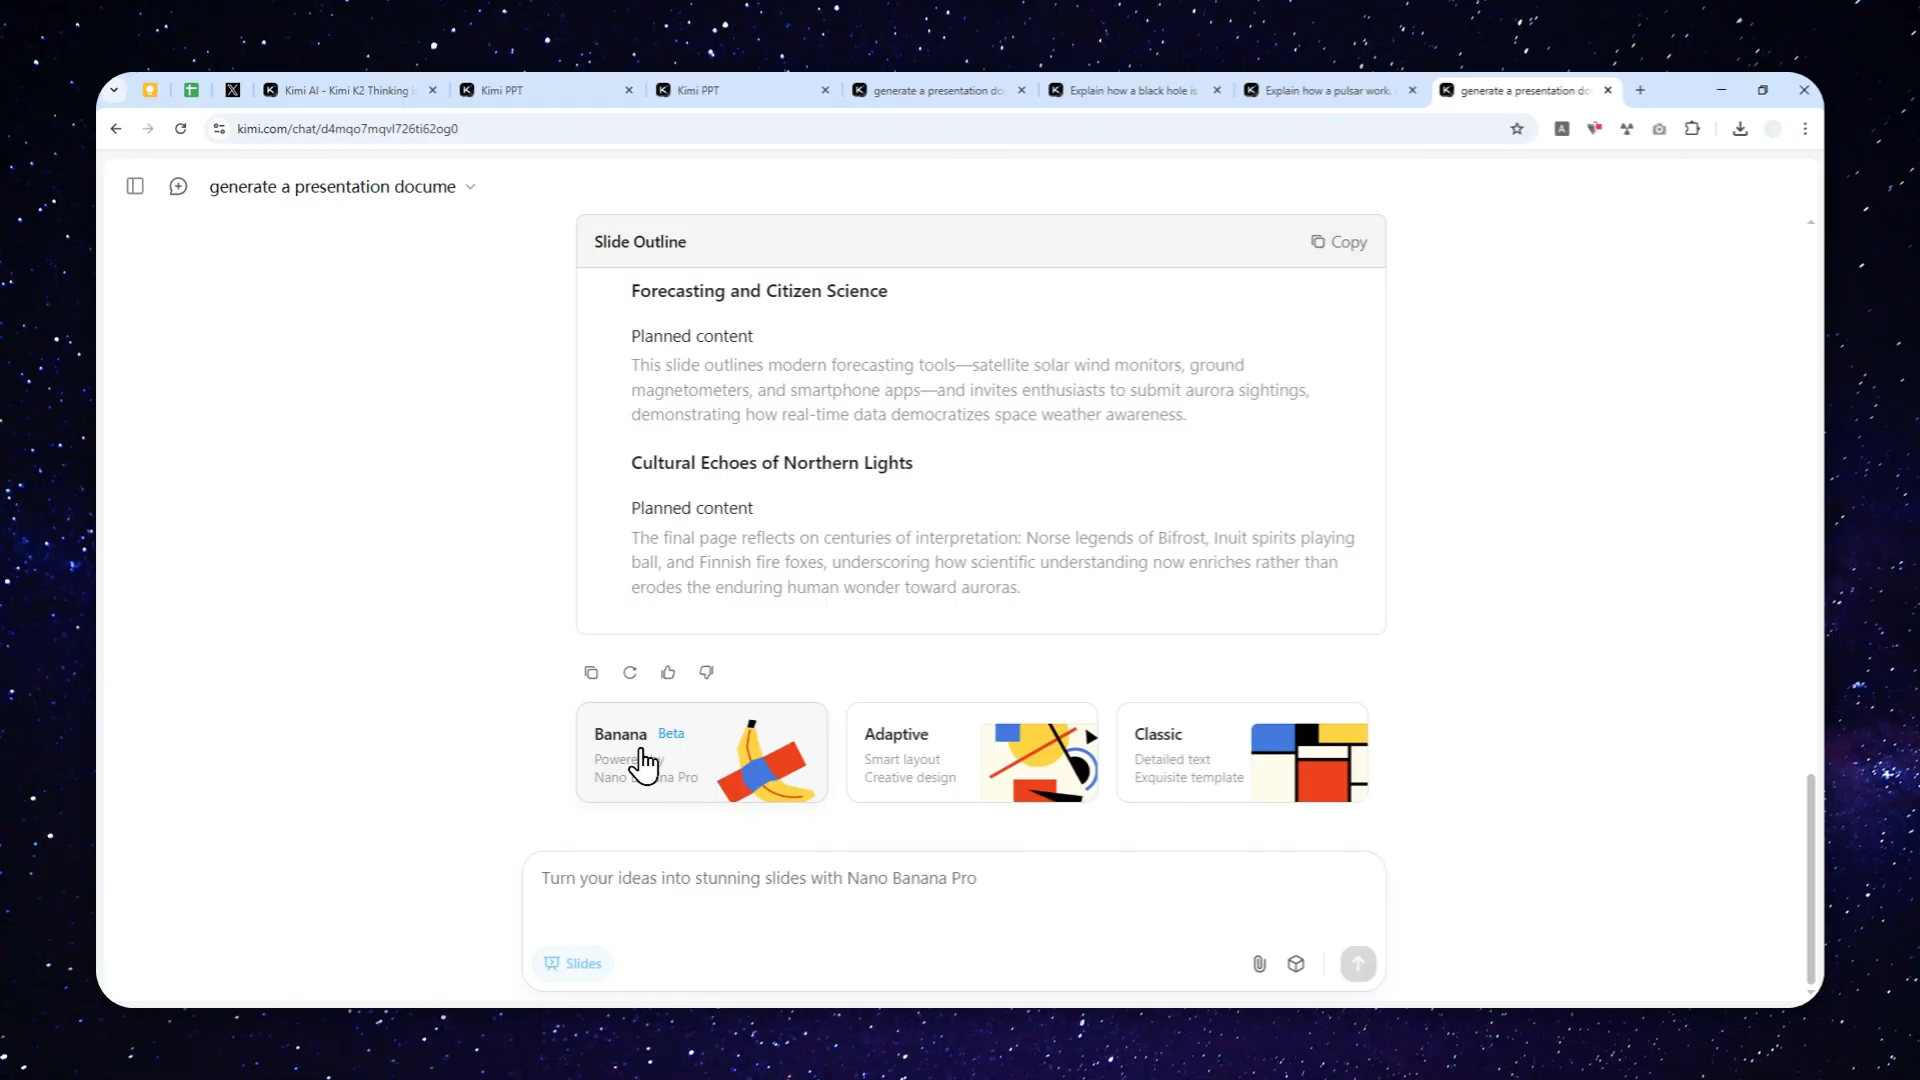 Kimi AI - Kimi K2 Thinking
Kimi PPT
Kimi PPT
generate a presentation do
Explain how a black hole is
Explain how a pulsar work.
generate a presentation do
kimi.com/chat/d4mqo7mqvl726ti62og0
generate a presentation docume
Slide Outline
Copy
Forecasting and Citizen Science
Planned content
This slide outlines modern forecasting tools—satellite solar wind monitors, ground
magnetometers, and smartphone apps—and invites enthusiasts to submit aurora sightings,
demonstrating how real-time data democratizes space weather awareness.
Cultural Echoes of Northern Lights
Planned content
The final page reflects on centuries of interpretation: Norse legends of Bifrost, Inuit spirits playing
ball, and Finnish fire foxes, underscoring how scientific understanding now enriches rather than
erodes the enduring human wonder toward auroras.
Banana Beta
Nano Pro
Adaptive
Smart layout
Creative design
Classic
Detailed text
Exquisite template
Turn your ideas into stunning slides with Nano Banana Pro
Slides